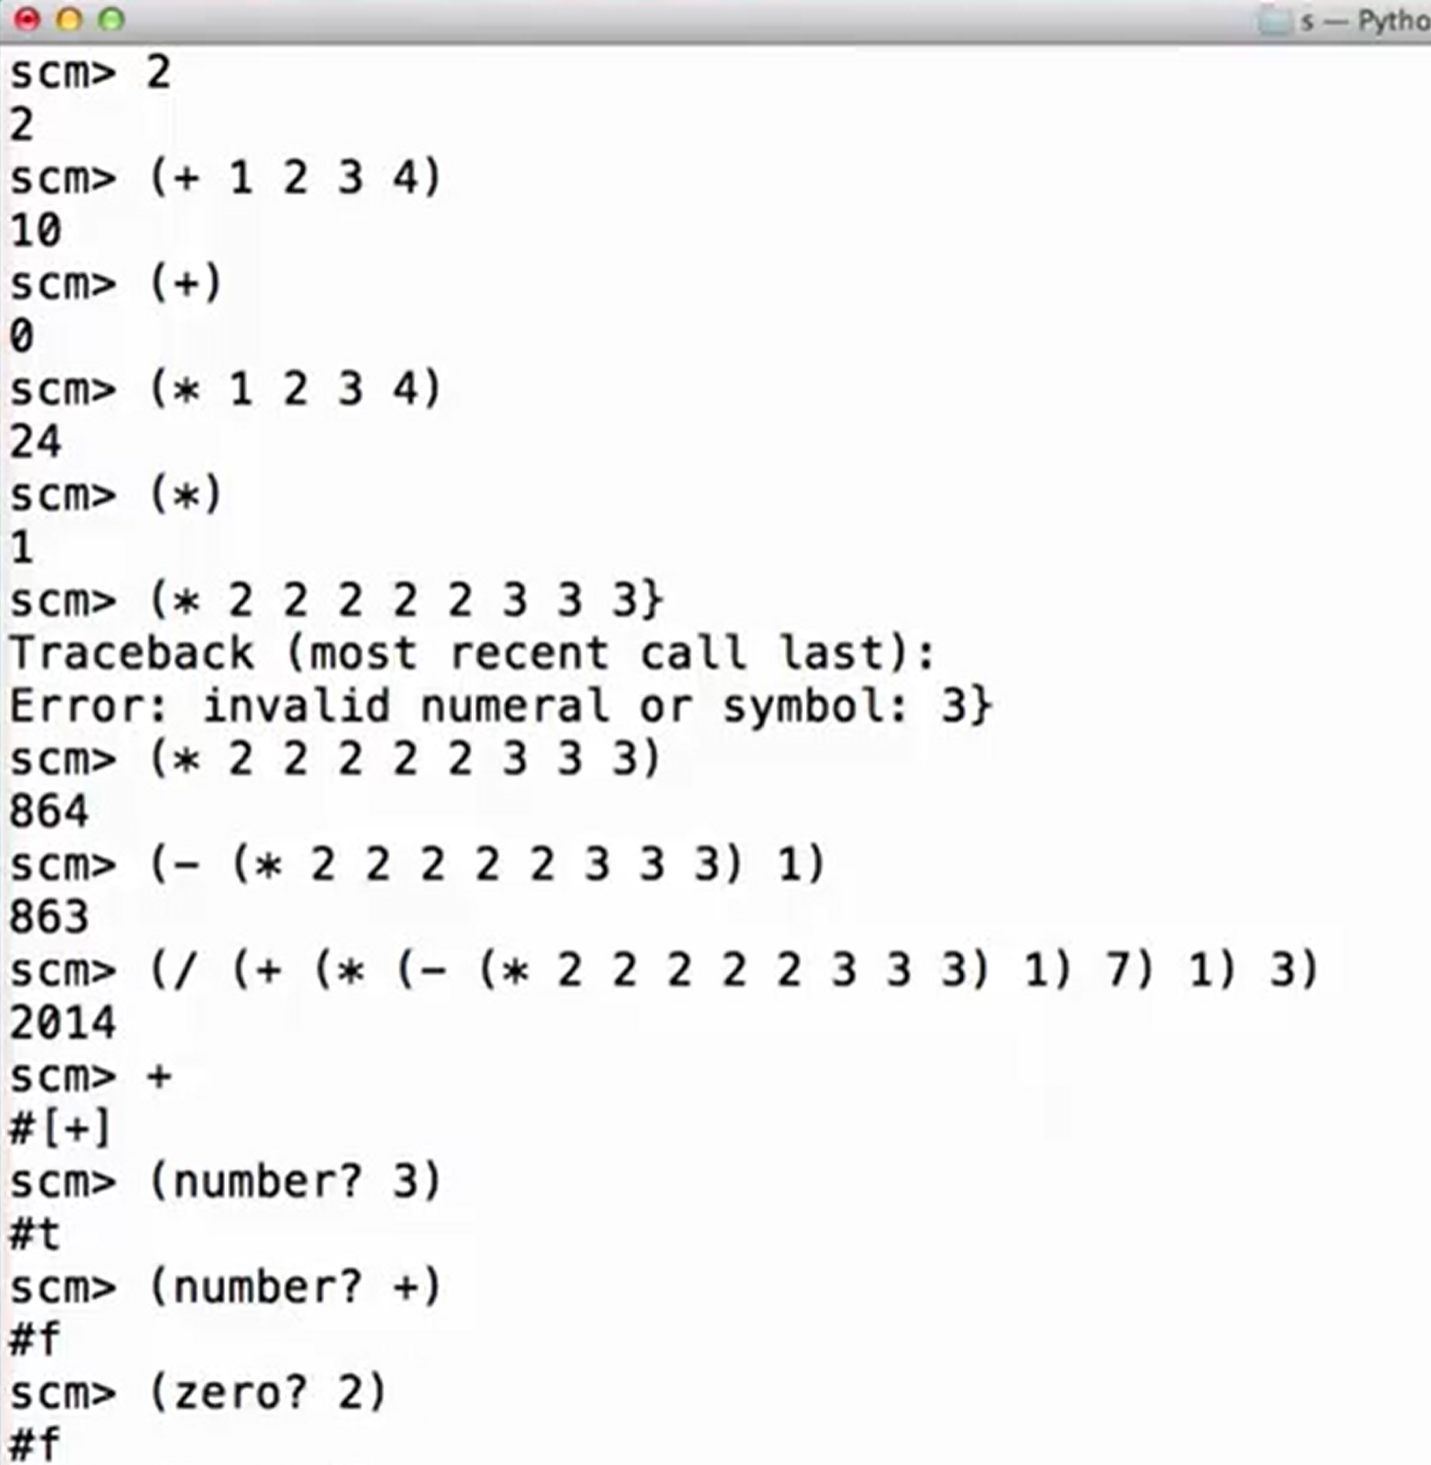 s — Pytho
scm> 2
2
scm> (+ 1 2 3 4)
10
scm> (+)
0
scm> (* 1 2 3 4)
24
scm> (*)
1
scm> (* 2 2 2 2 2 3 3 3}
Traceback (most recent call last):
Error: invalid numeral or symbol: 3}
scm> (* 2 2 2 2 2 3 3 3)
864
scm> (- (* 2 2 2 2 2 3 3 3) 1)
863
scm> (/ (+ (* (- (* 2 2 2 2 2 3 3 3) 1) 7) 1) 3)
2014
scm> +
#[+]
scm> (number? 3)
#t
scm> (number? +)
#f
scm> (zero? 2)
#f